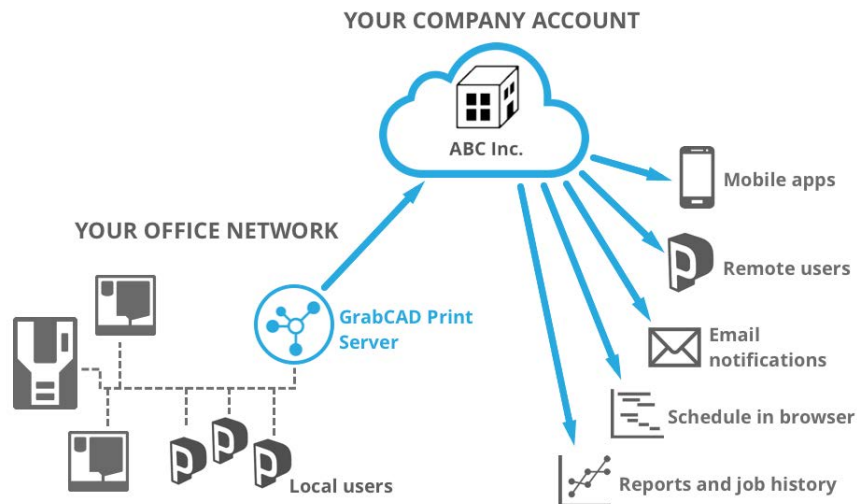 YOUR COMPANY ACCOUNT
ABC Inc.
Mobile apps
YOUR OFFICE NETWORK
Remote users
GrabCAD Print
Server
Email
notifications
Schedule in browser
Local users
Reports and job history